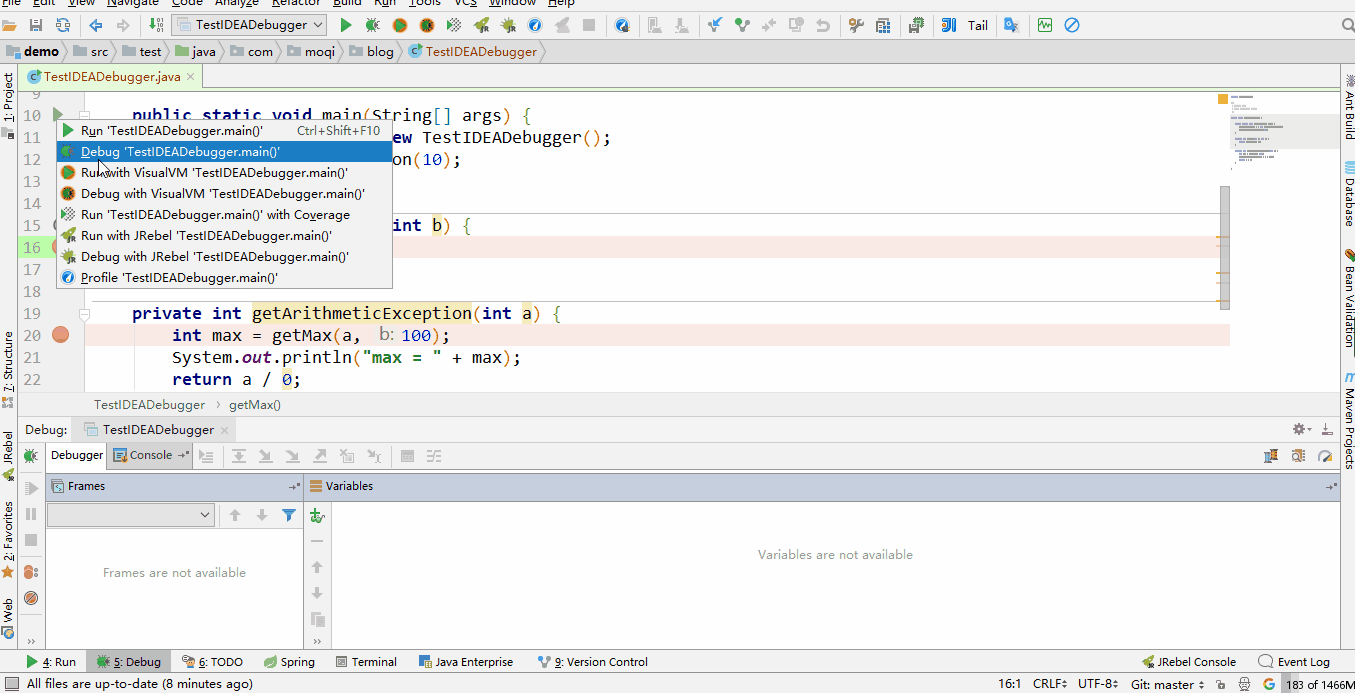 File Edit View Navigate Code Analyze Refactor Build Run Tools VCS Window Help
TestIDEADebugger
Tail
demo src test java com moqi blog TestIDEADebugger
TestIDEADebugger.java
9
10 public static void main(String[] args) {
11 ew TestIDEADebugger();
12 on(10);
13
14
15 int b) {
16
17
18
19 private int getArithmeticException(int a) {
20 int max = getMax(a, b: 100);
21 System.out.println("max = " + max);
22 return a / 0;
Run 'TestIDEADebugger.main()' Ctrl+Shift+F10
Debug 'TestIDEADebugger.main()'
Run with VisualVM 'TestIDEADebugger.main()'
Debug with VisualVM 'TestIDEADebugger.main()'
Run 'TestIDEADebugger.main()' with Coverage
Run with JRebel 'TestIDEADebugger.main()'
Debug with JRebel 'TestIDEADebugger.main()'
Profile 'TestIDEADebugger.main()'
1: Project
7: Structure
JRebel
2: Favorites
Web
Ant Build
Database
Bean Validation
Maven Projects
TestIDEADebugger › getMax()
Debug: TestIDEADebugger
Debugger Console
Frames
Variables
Frames are not available
Variables are not available
4: Run 5: Debug 6: TODO Spring Terminal Java Enterprise 9: Version Control JRebel Console Event Log
All files are up-to-date (8 minutes ago) 16:1 CRLF UTF-8 Git: master 183 of 1466M